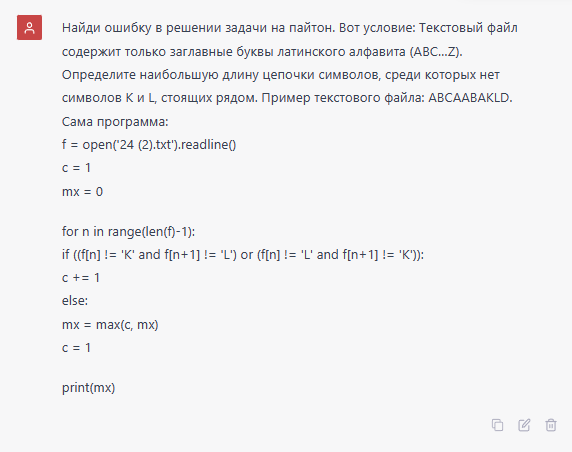 Найди ошибку в решении задачи на пайтон. Вот условие: Текстовый файл
содержит только заглавные буквы латинского алфавита (ABC...Z).
Определите наибольшую длину цепочки символов, среди которых нет
символов K и L, стоящих рядом. Пример текстового файла: ABCAABAKLD.
Сама программа:
f = open('24 (2).txt').readline()
c = 1
mx = 0
for n in range(len(f)-1):
if ((f[n] != 'K' and f[n+1] != 'L') or (f[n] != 'L' and f[n+1] != 'K')):
c += 1
else:
mx = max(c, mx)
c = 1
print(mx)